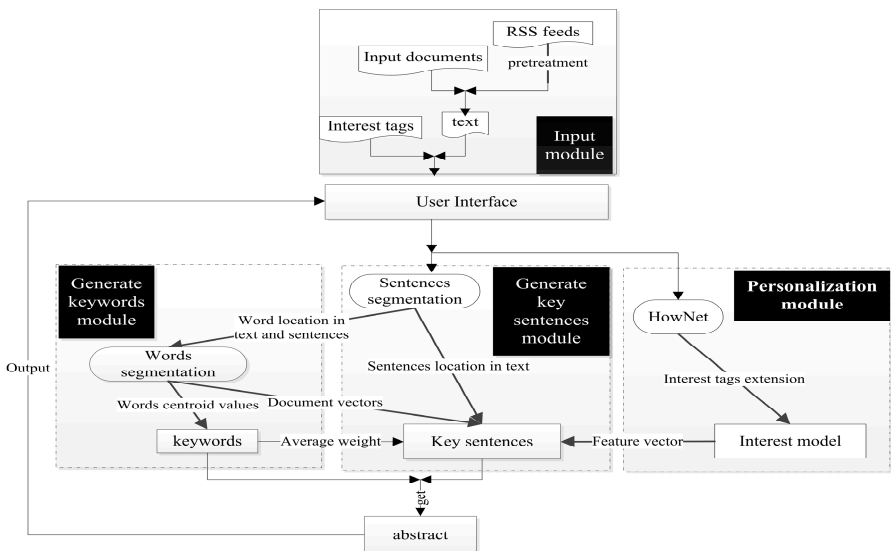 RSS feeds
Input documents
pretreatment
Interest tags
text
Input
module
User Interface
Generate
keywords
module
Sentences
segmentation
Generate
key
sentences
module
Personalization
module
HowNet
Word location in
text and sentences
Words
segmentation
Sentences location in text
Output
Interest tags extension
Words centroid values
Document vectors
keywords
Average weight
Key sentences
Feature vector
Interest model
get
abstract